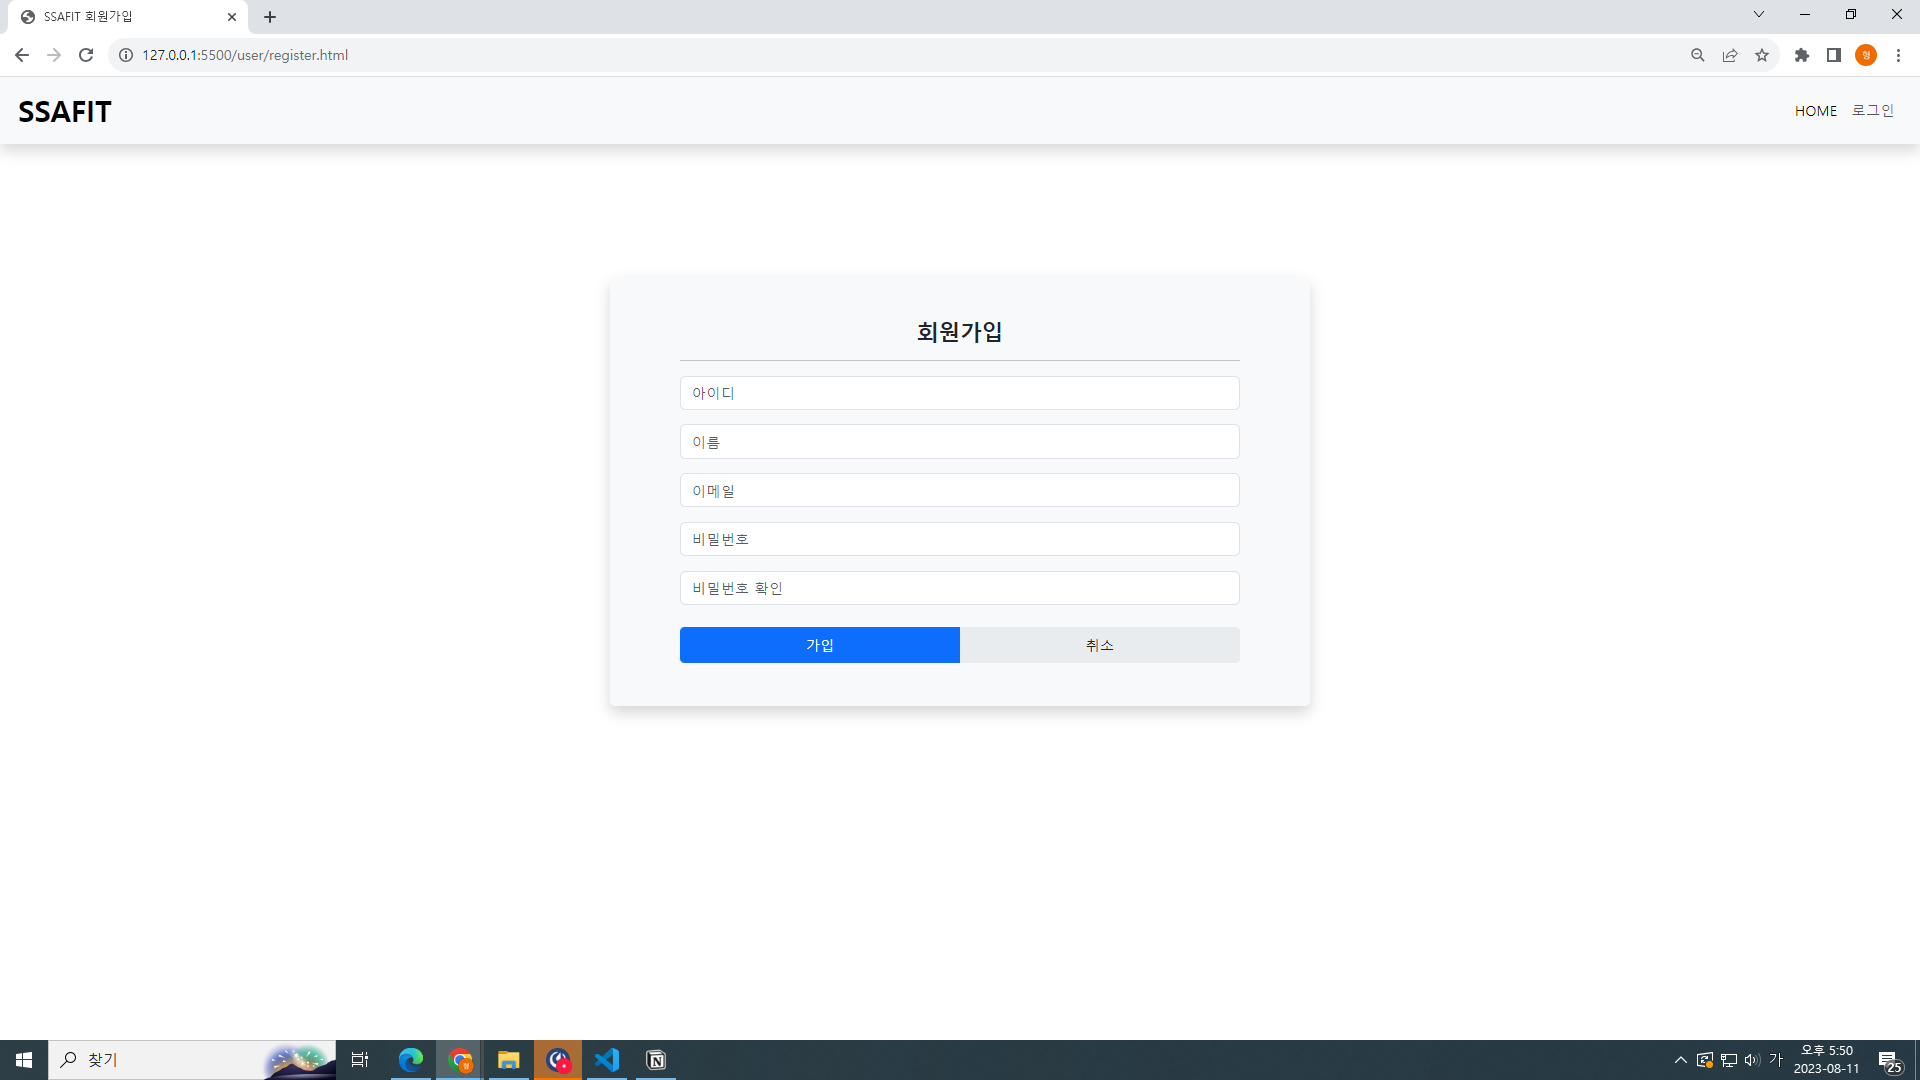 SSAFIT 회원가입
127.0.0.1:5500/user/register.html
형
SSAFIT
HOME 로그인
회원가입
아이디
이름
이메일
비밀번호
비밀번호 확인
가입 취소
찾기
형
N
가
오후 5:50
2023-08-11
25